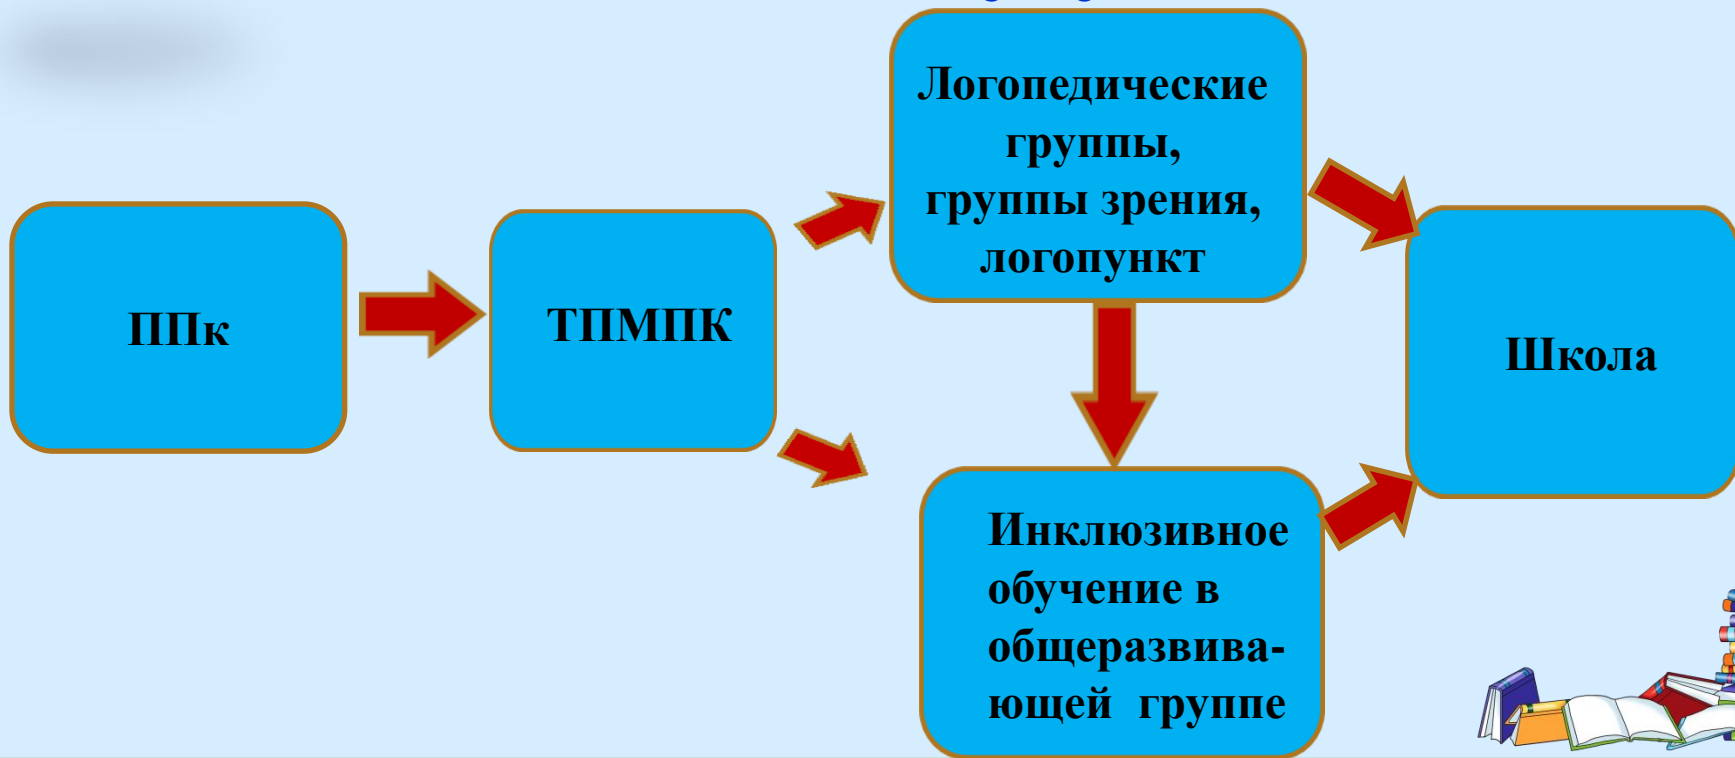 ППк
ТПМПК
Логопедические
группы,
группы зрения,
логопункт
Инклюзивное
обучение в
общеразвива-
ющей группе
Школа